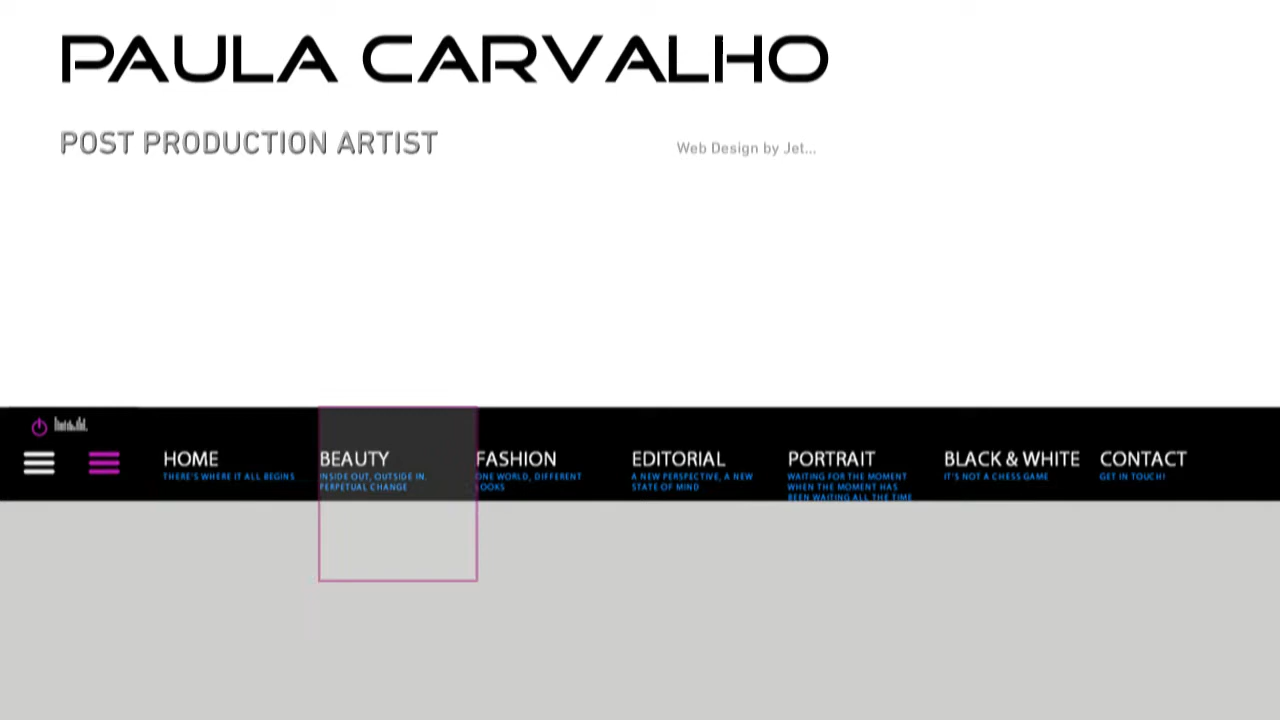 PAULA CARVALHO
POST PRODUCTION ARTIST
Web Design by Jet...
HOME
THERE'S WHERE IT ALL BEGINS
BEAUTY
INSIDE OUT, OUTSIDE IN.
PERPETUAL CHANGE
FASHION
ONE WORLD, DIFFERENT
LOOKS
EDITORIAL
A NEW PERSPECTIVE, A NEW
STATE OF MIND
PORTRAIT
WAITING FOR THE MOMENT
WHEN THE MOMENT HAS
BEEN WAITING ALL THE TIME
BLACK & WHITE
IT'S NOT A CHESS GAME
CONTACT
GET IN TOUCH!